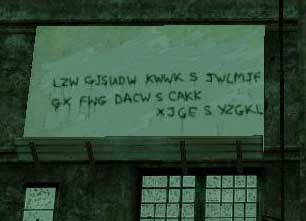 LZW GJSUDW KWWK S JWLMJF
GX FWG DACW S CAKK
XJGE S YZGKL